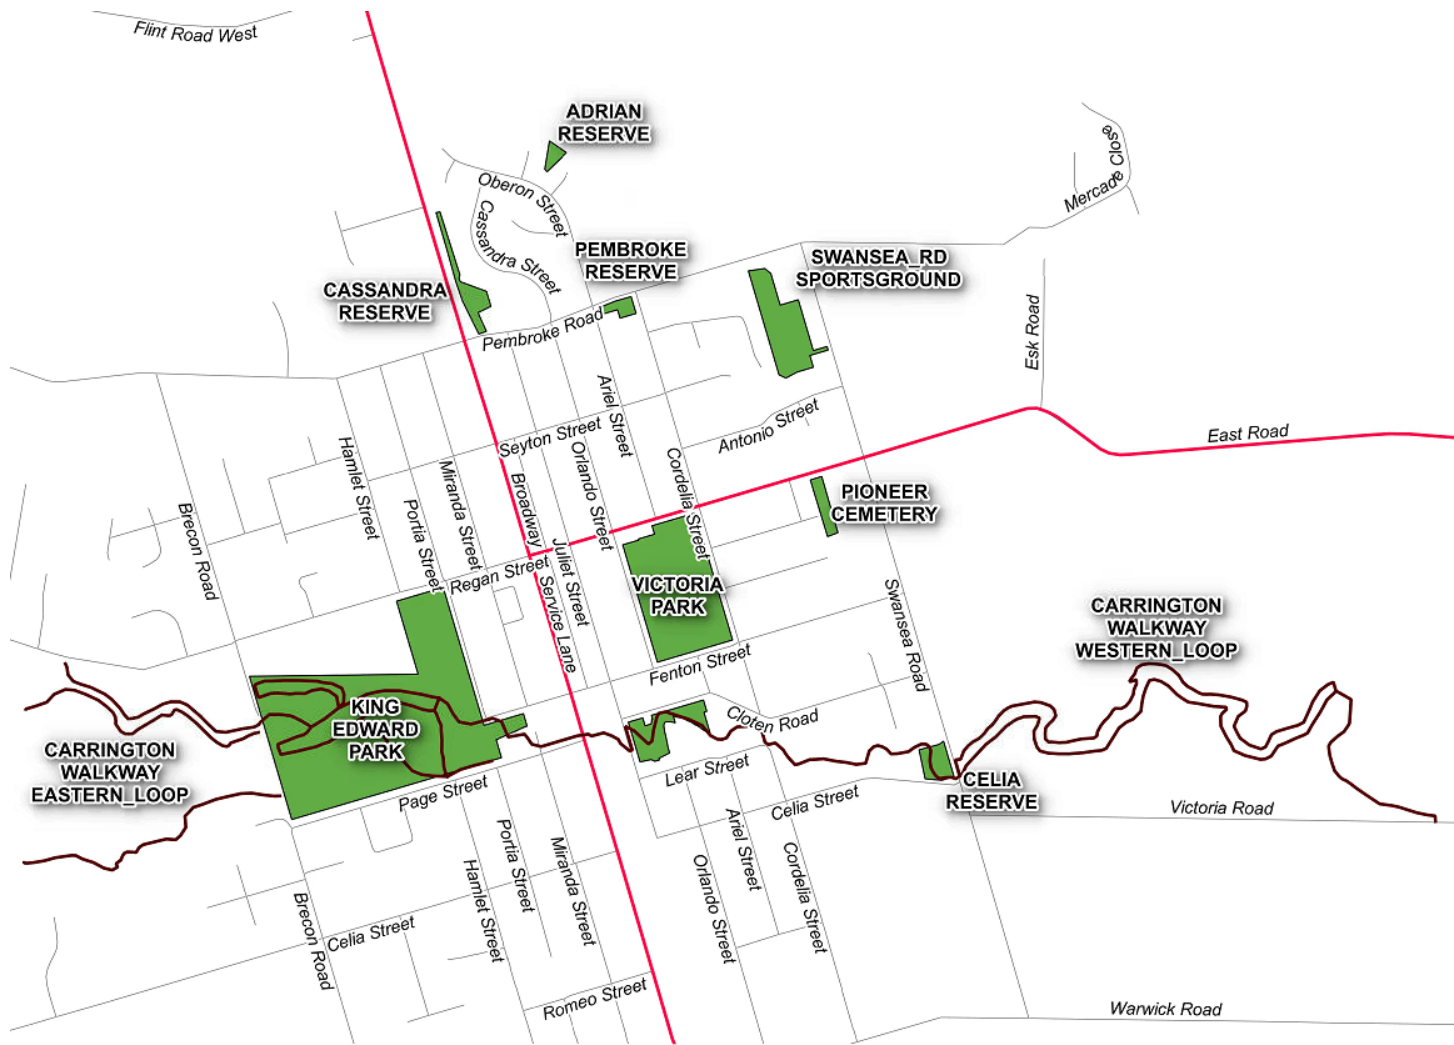 Flint Road West
ADRIAN
RESERVE
Mercade Close
Oberon Street
Cassandra Street
PEMBROKE
RESERVE
SWANSEA_RD
SPORTSGROUND
CASSANDRA
RESERVE
Pembroke Road
Esk Road
Ariel Street
Antonio Street
Seyton Street
East Road
Hamlet Street
Miranda Street
Orlando Street
Cordelia Street
Broadway
Portia Street
Brecon Road
PIONEER
CEMETERY
Juliet Street
Regan Street
Service Lane
VICTORIA
PARK
Swansea Road
CARRINGTON
WALKWAY
WESTERN_LOOP
Fenton Street
KING
EDWARD
PARK
Cloten Road
CARRINGTON
WALKWAY
EASTERN_LOOP
Lear Street
Page Street
Celia Street
CELIA
RESERVE
Victoria Road
Ariel Street
Portia Street
Miranda Street
Cordelia Street
Hamlet Street
Orlando Street
Brecon Road
Celia Street
Romeo Street
Warwick Road